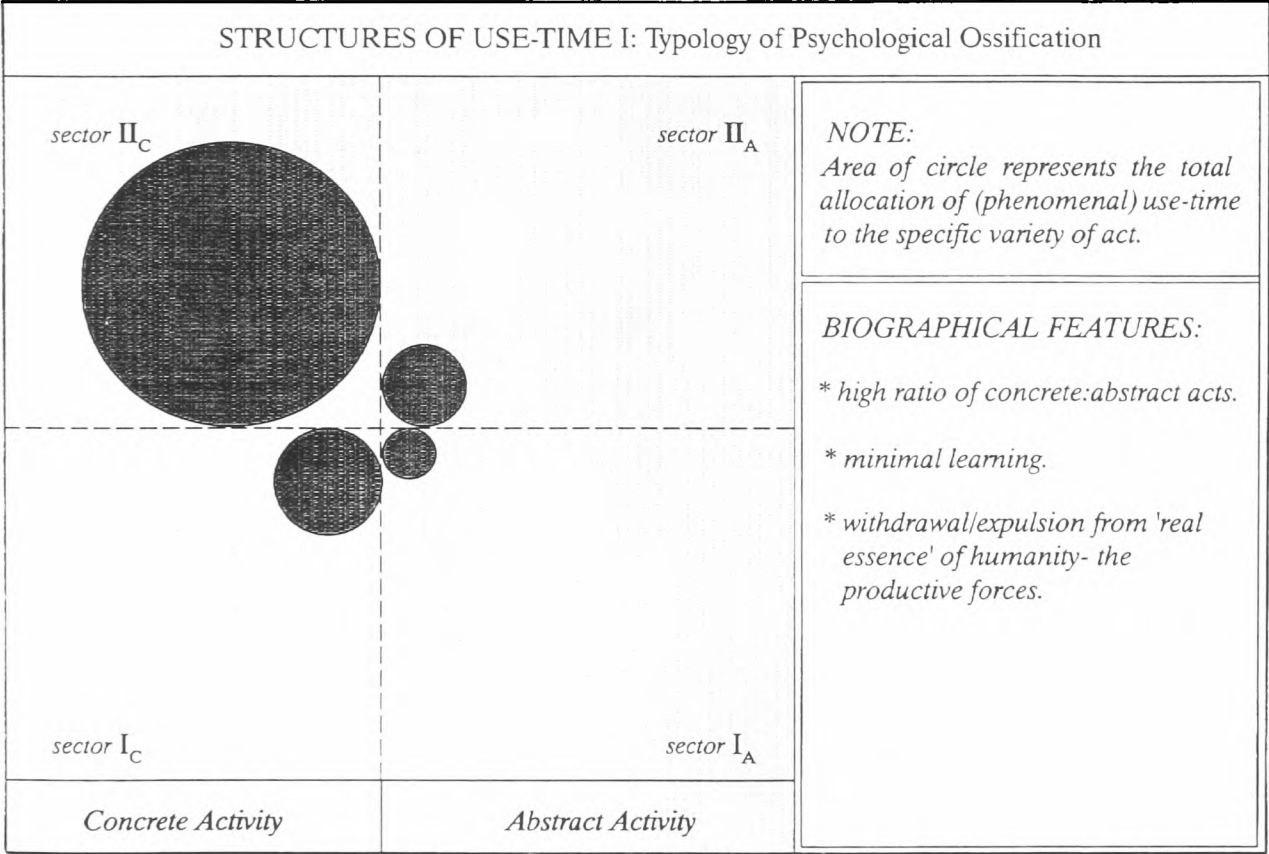 STRUCTURES OF USE-TIME I: Typology of Psychological Ossification
sector II_C
sector II_A
sector I_C
sector I_A
Concrete Activity
Abstract Activity
NOTE:
Area of circle represents the total
allocation of (phenomenal) use-time
to the specific variety of act.
BIOGRAPHICAL FEATURES:
* high ratio of concrete:abstract acts.
* minimal learning.
* withdrawal/expulsion from 'real
essence' of humanity- the
productive forces.